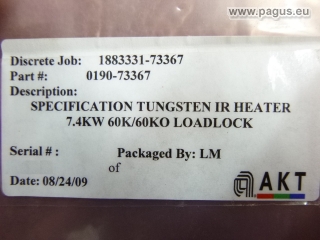 www.pagus.eu
Discrete Job: 1883331-73367
Part #: 0190-73367
Description:
SPECIFICATION TUNGSTEN IR HEATER
7.4KW 60K/60KO LOADLOCK
Serial # : Packaged By: LM
of
Date: 08/24/09
AKT